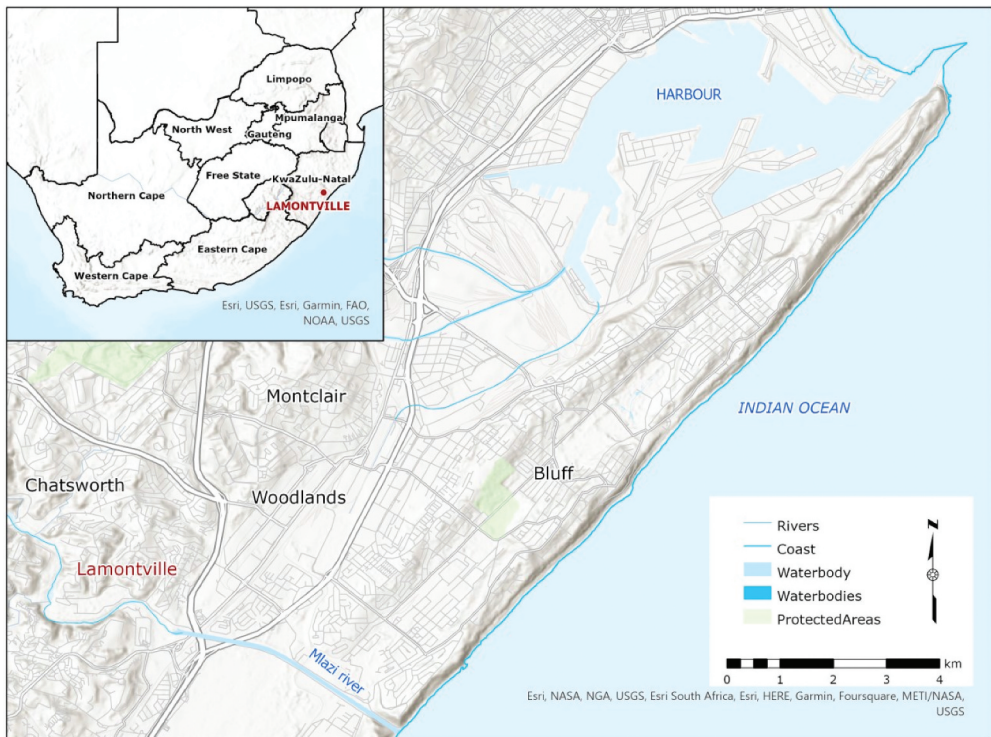 Limpopo
Mpumalanga
North West
Gauteng
Free State
KwaZulu-Natal
Northern Cape
LAMONTVILLE
Eastern Cape
Western Cape
Esri, USGS, Esri, Garmin, FAO,
NOAA, USGS
HARBOUR
INDIAN OCEAN
Montclair
Bluff
Chatsworth
Woodlands
Lamontville
Mlazi river
Rivers
Coast
Waterbody
Waterbodies
ProtectedAreas
N
km
0 1 2 3 4
Esri, NASA, NGA, USGS, Esri South Africa, Esri, HERE, Garmin, Foursquare, METI/NASA,
USGS